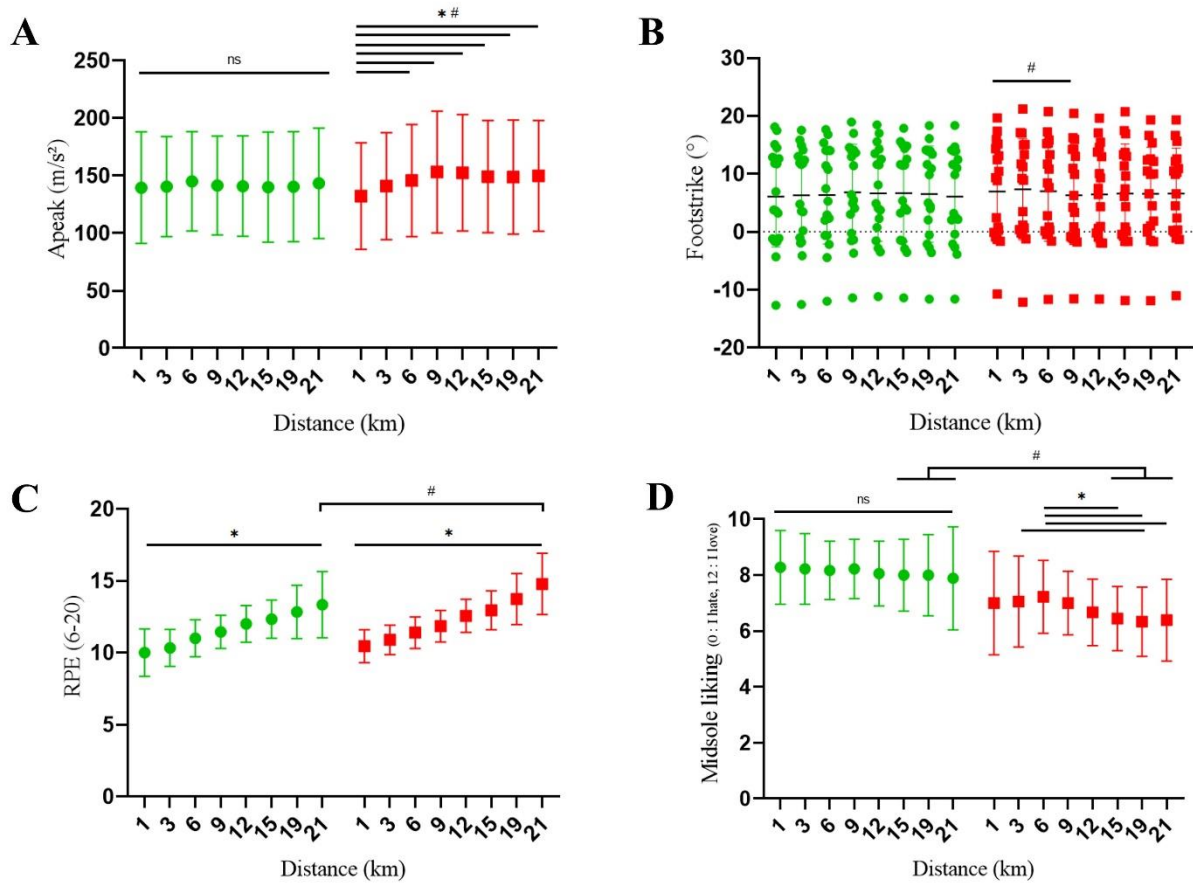 A
* #
ns
250
200
150
100
50
0
Apeak (m/s²)
1 3 6 9 12 15 19 21 1 3 6 9 12 15 19 21
Distance (km)
B
#
30
20
10
0
-10
-20
Footstrike (°)
1 3 6 9 12 15 19 21 1 3 6 9 12 15 19 21
Distance (km)
C
#
*
*
20
15
10
5
0
RPE (6-20)
1 3 6 9 12 15 19 21 1 3 6 9 12 15 19 21
Distance (km)
D
#
ns
*
10
8
6
4
2
0
Midsole liking (0 : I hate, 12 : I love)
1 3 6 9 12 15 19 21 1 3 6 9 12 15 19 21
Distance (km)